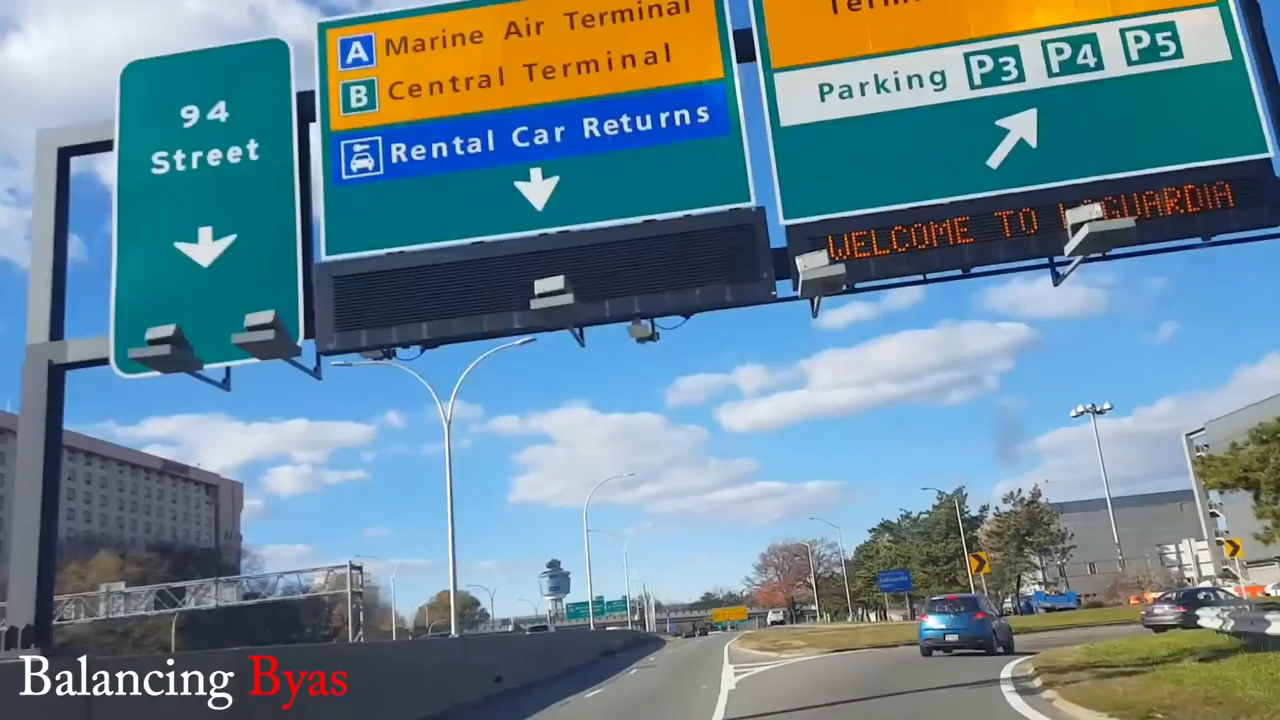 94
Street
A Marine Air Terminal
B Central Terminal
Rental Car Returns
Parking P3 P4 P5
WELCOME TO LAGUARDIA
Balancing Byas